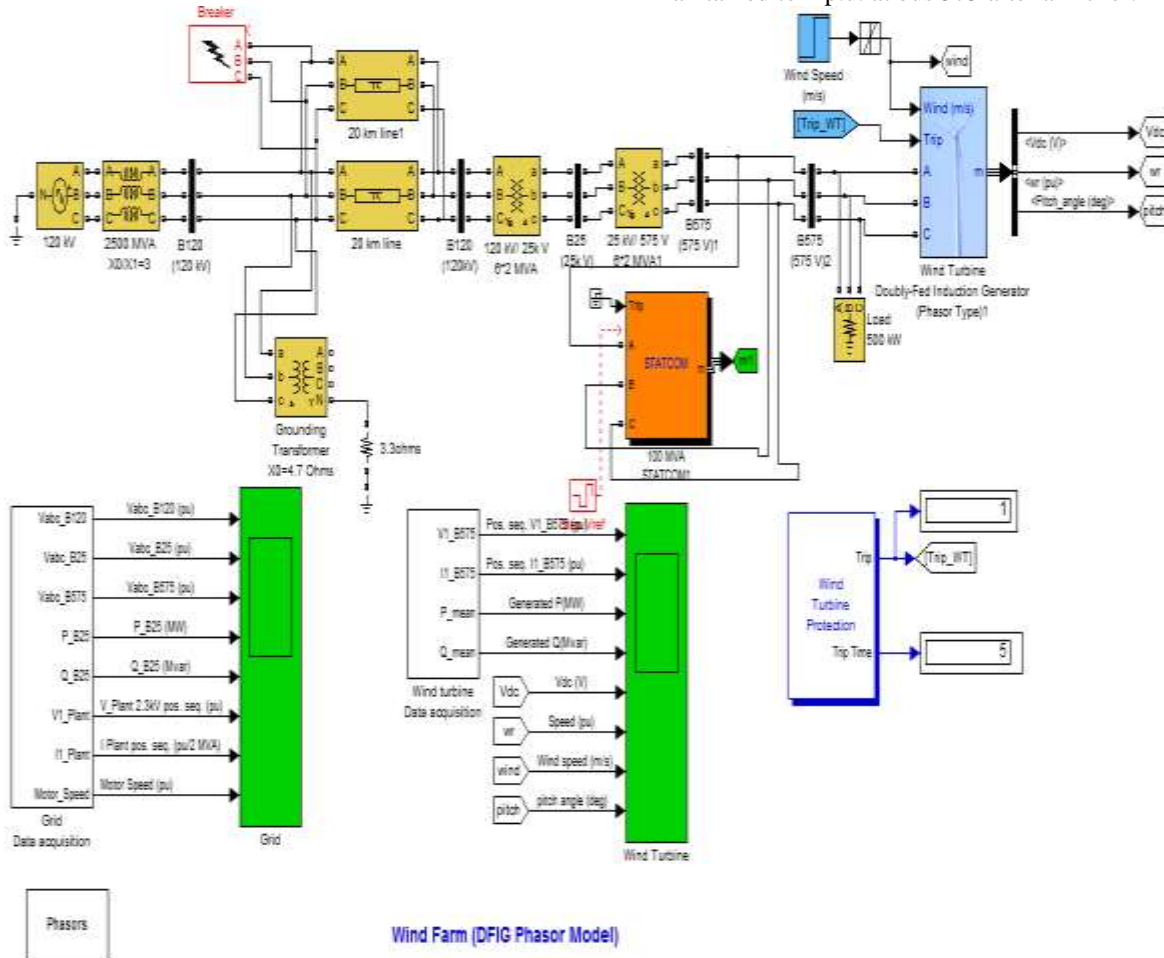 Breaker
A
B
C
A A
B B
C C
20 km line1
A A
B B
C C
20 km line
N A
B
C
120 kV
A A
B B
C C
2500 MVA
X0/X1=3
B120
(120 kV)
B120
(120kV)
A a
B b
C c
120 kV/ 25k V
6*2 MVA
B25
(25k V)
A a
B b
C c
25 kV/ 575 V
6*2 MVA1
B575
(575 V)1
B575
(575 V)2
Wind Speed
(m/s)
wind
[Trip_WT]
Wind (m/s)
Trip
A
B
C
m
Wind Turbine
Doubly-Fed Induction Generator
(Phasor Type)1
<Vdc (V)>
<wr (pu)>
<Pitch_angle (deg)>
Vdc
wr
pitch
A B C
Load
500 kW
a A
b B
c C
N
Grounding
Transformer
X0=4.7 Ohms
3.3ohms
Trip
A
B
C
STATCOM
m
m1
100 MVA
STATCOM1
Vabc_B120
Vabc_B25
Vabc_B575
P_B25
Q_B25
V1_Plant
I1_Plant
Motor_Speed
Vabc_B120 (pu)
Vabc_B25 (pu)
Vabc_B575 (pu)
P_B25 (MW)
Q_B25 (Mvar)
V_Plant 2.3kV pos. seq. (pu)
I Plant pos. seq. (pu/2 MVA)
Motor Speed (pu)
Grid
Data acquisition
Grid
V1_B575
I1_B575
P_mean
Q_mean
Wind turbine
Data acquisition
Pos. seq. V1_B575 (pu)
Pos. seq. I1_B575 (pu)
Generated P(MW)
Generated Q(Mvar)
Vdc
wr
wind
pitch
Vdc (V)
Speed (pu)
Wind speed (m/s)
pitch angle (deg)
Wind Turbine
Wind
Turbine
Protection
Trip
Trip Time
1
[Trip_WT]
5
Phasors
Wind Farm (DFIG Phasor Model)